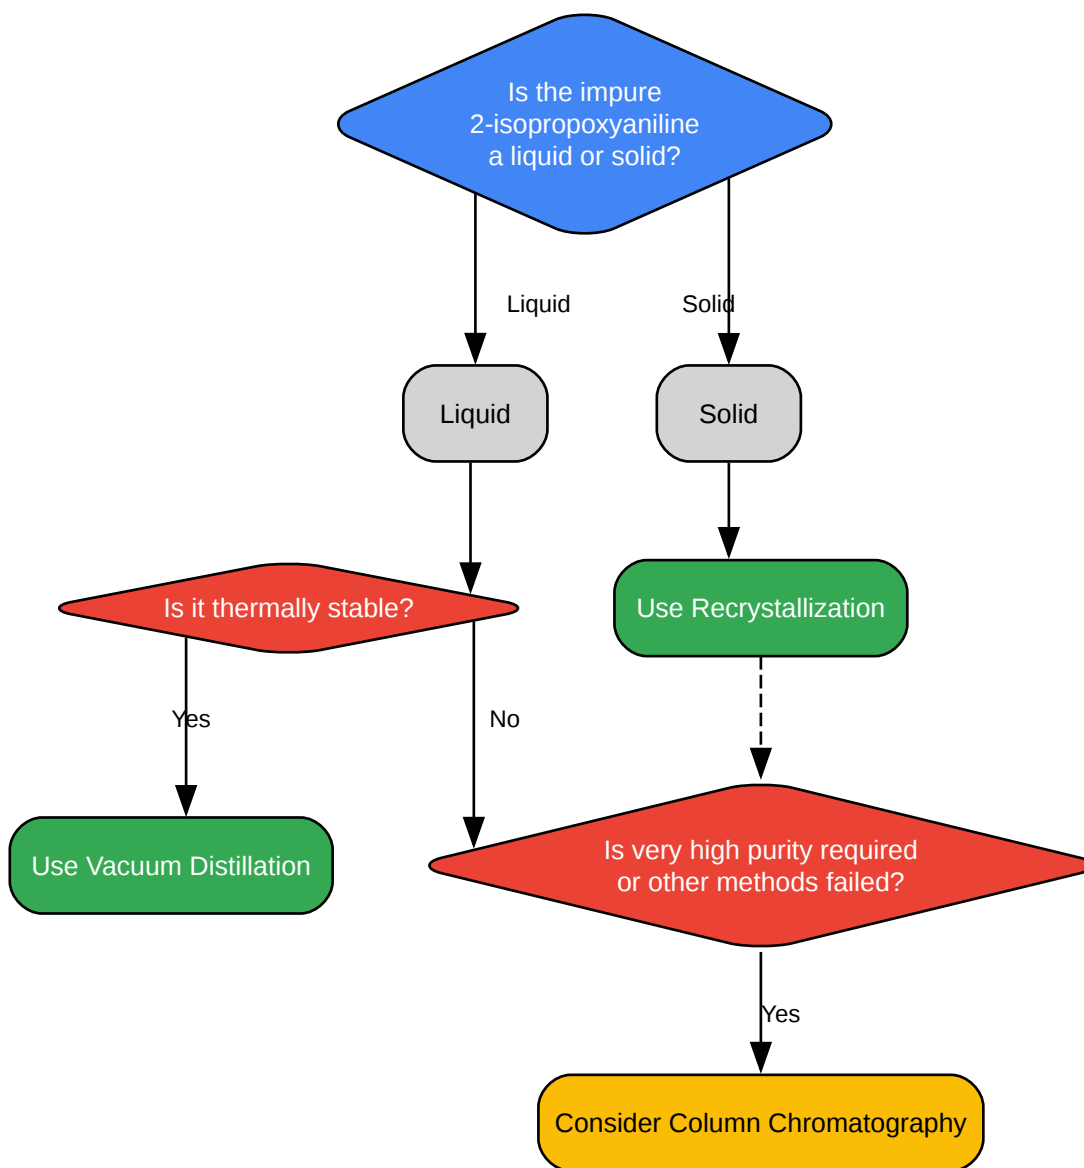 Is the impure
2-isopropoxyaniline
a liquid or solid?
Liquid
Solid
Liquid
Solid
Is it thermally stable?
Use Recrystallization
Yes
No
Use Vacuum Distillation
Is very high purity required
or other methods failed?
Yes
Consider Column Chromatography